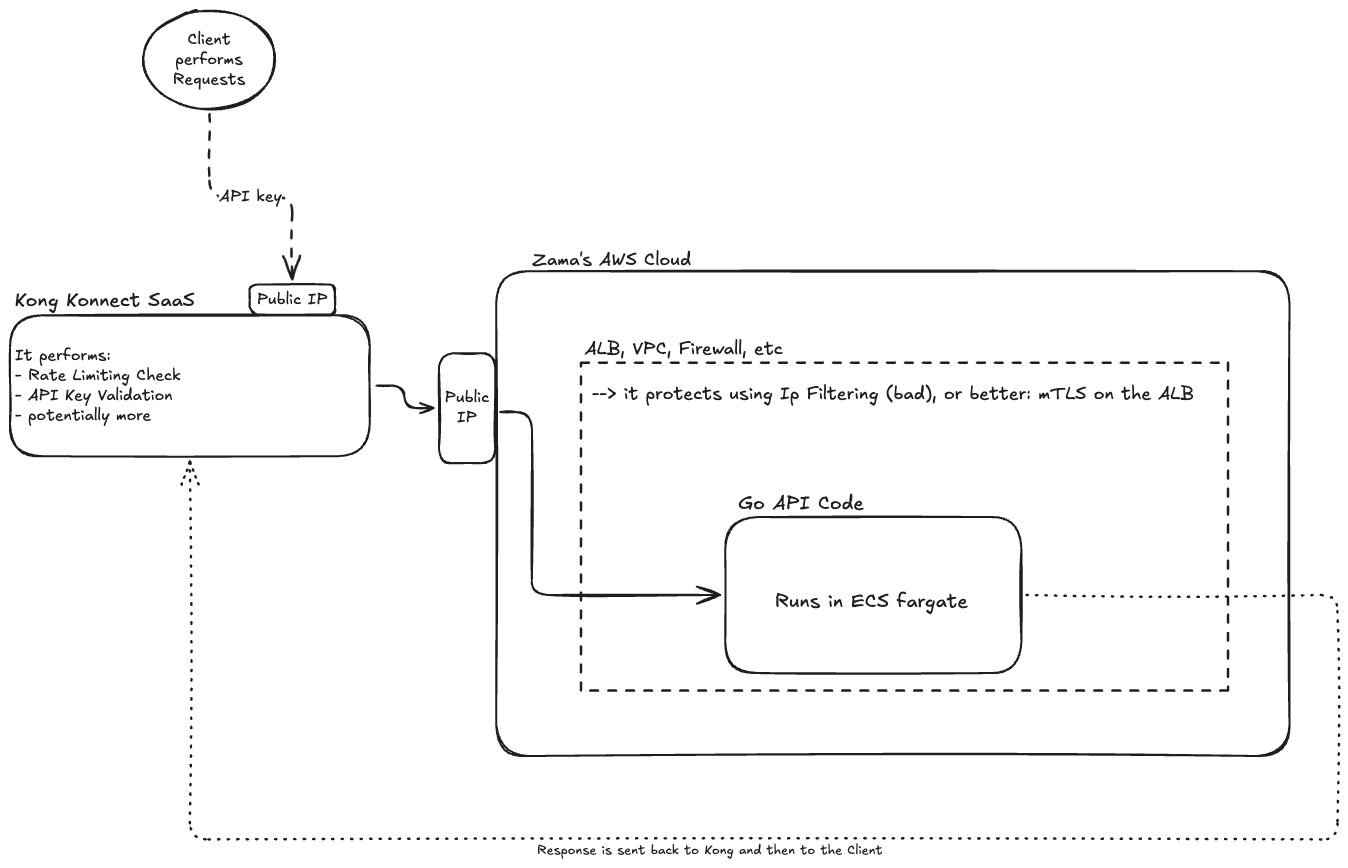 Client
performs
Requests
API key
Public IP
Kong Konnect SaaS
It performs:
- Rate Limiting Check
- API Key Validation
- potentially more
Public
IP
Zama's AWS Cloud
ALB, VPC, Firewall, etc
--> it protects using Ip Filtering (bad), or better: mTLS on the ALB
Go API Code
Runs in ECS fargate
Response is sent back to Kong and then to the Client